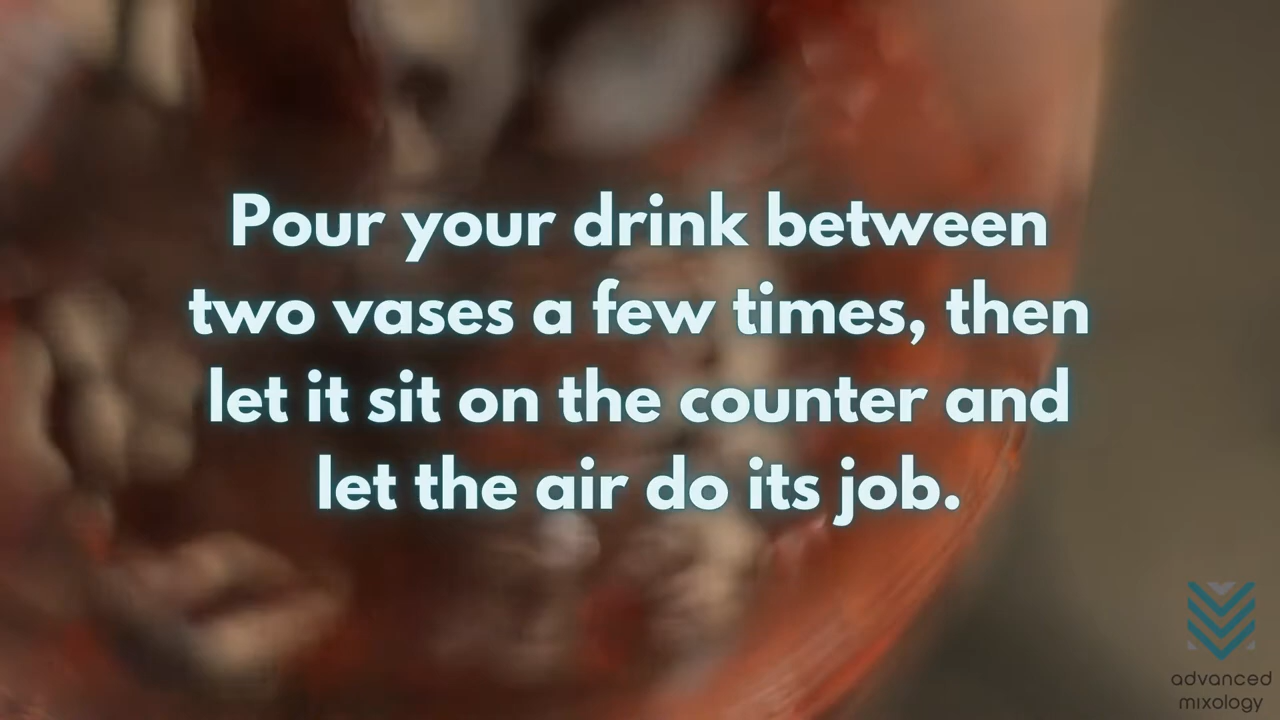 Pour your drink between
two vases a few times, then
let it sit on the counter and
let the air do its job.
advanced
mixology